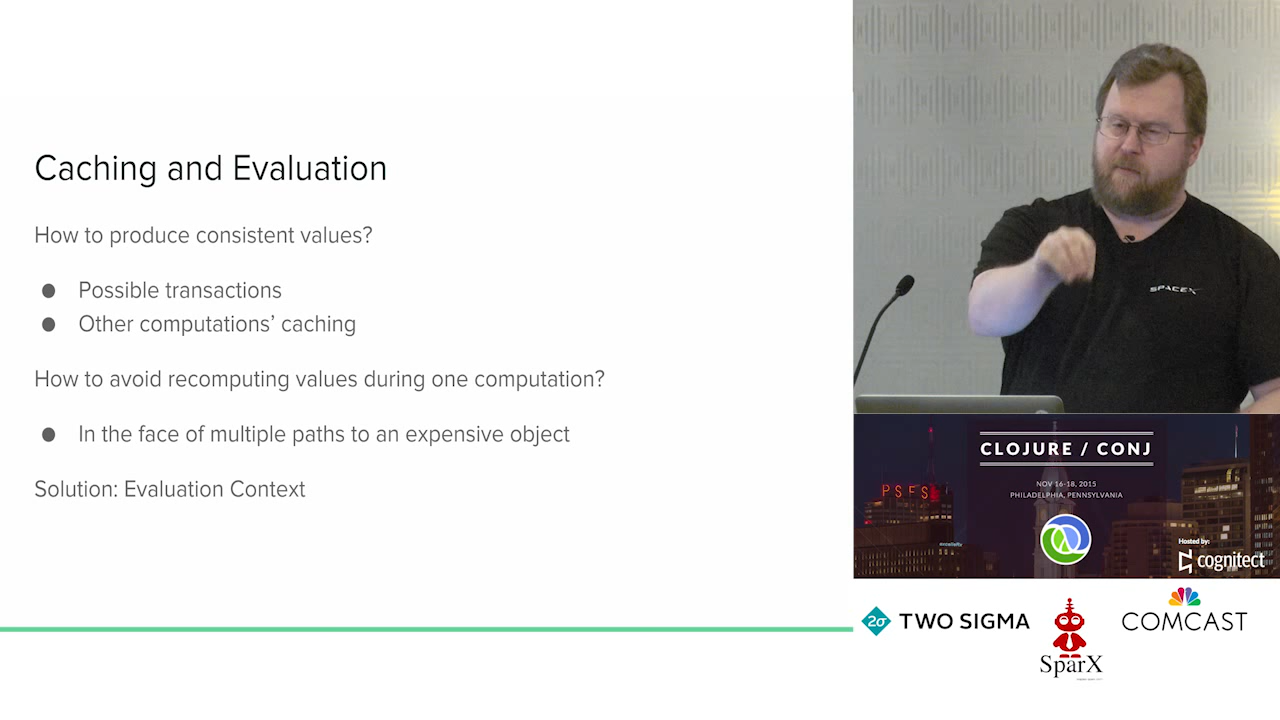 Caching and Evaluation
How to produce consistent values?
● Possible transactions
● Other computations’ caching
How to avoid recomputing values during one computation?
● In the face of multiple paths to an expensive object
Solution: Evaluation Context
SPACEX
CLOJURE / CONJ
NOV 16-18, 2015
PHILADELPHIA, PENNSYLVANIA
PSFS
Hosted by:
cognitect
2σ TWO SIGMA
SparX
COMCAST